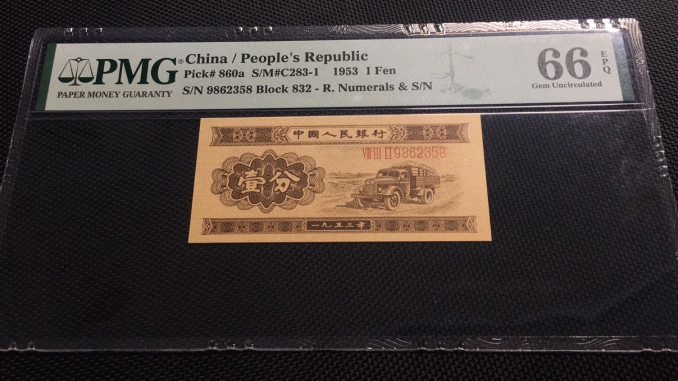 PMG® China / People's Republic
PAPER MONEY GUARANTY
Pick# 860a S/M#C283-1 1953 1 Fen
S/N 9862358 Block 832 - R. Numerals & S/N
66 EPQ
Gem Uncirculated
中國人民銀行
VIII III II 9862358
壹分
一九五三年